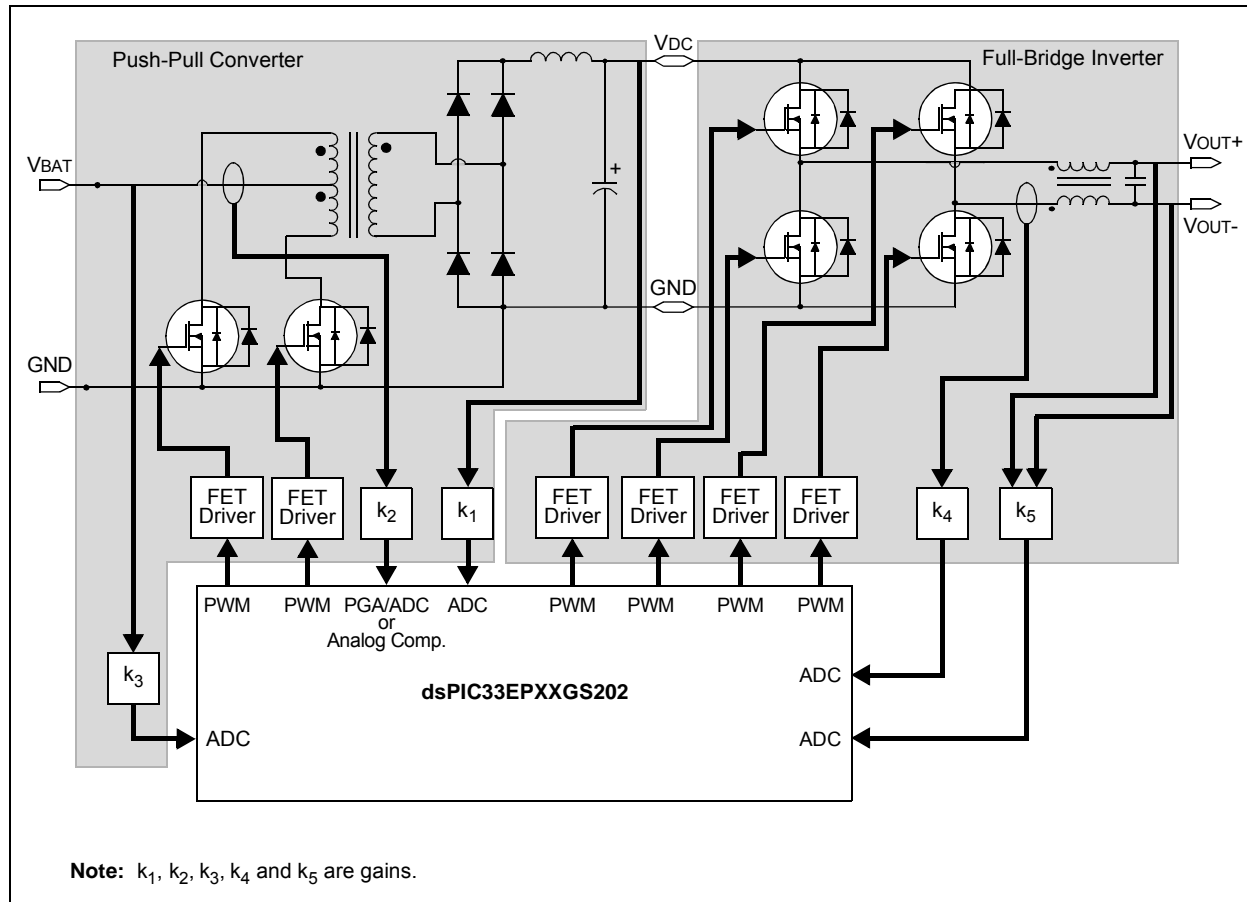 Push-Pull Converter
VDC
Full-Bridge Inverter
VBAT
+
VOUT+
VOUT-
GND
GND
FET
Driver
FET
Driver
k2
k1
FET
Driver
FET
Driver
FET
Driver
FET
Driver
k4
k5
PWM
PWM
PGA/ADC
or
Analog Comp.
ADC
PWM
PWM
PWM
PWM
k3
ADC
dsPIC33EPXXGS202
ADC
ADC
Note: k1, k2, k3, k4 and k5 are gains.